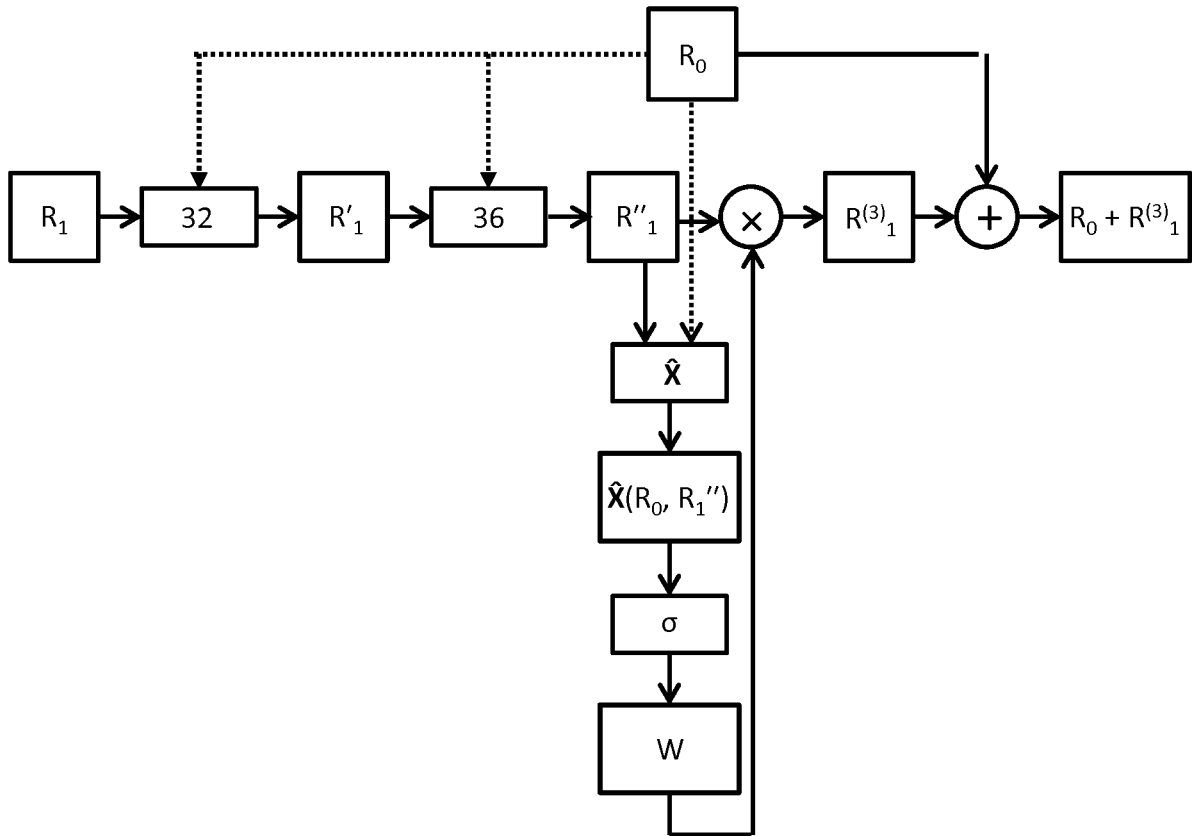 R₀
R₁
32
R′₁
36
R′′₁
×
R⁽³⁾₁
+
R₀ + R⁽³⁾₁
X̂
X̂(R₀, R₁′′)
σ
W